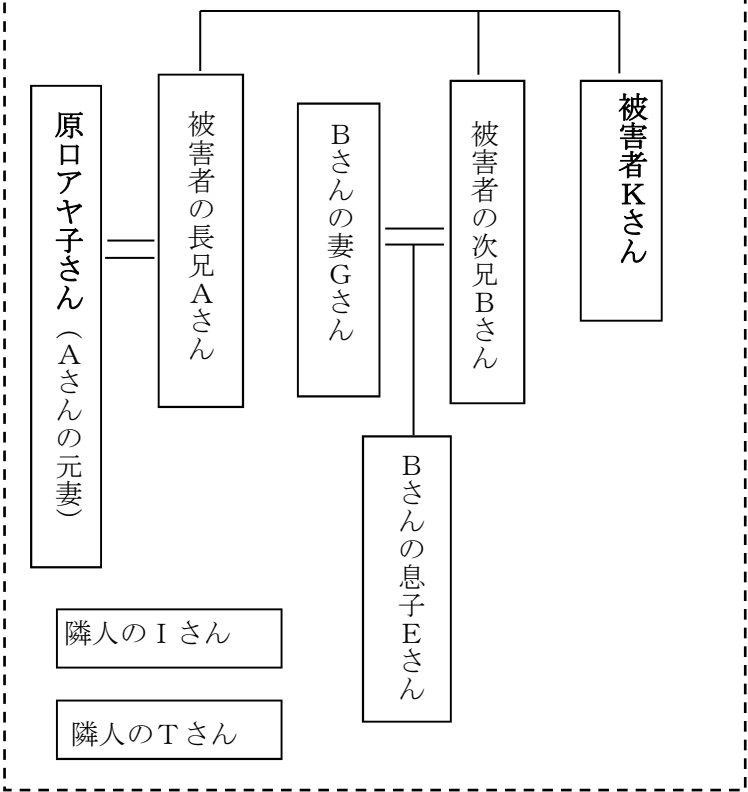 被害者Kさん
被害者の次兄Bさん
Bさんの妻Gさん
被害者の長兄Aさん
原口アヤ子さん（Aさんの元妻）
Bさんの息子Eさん
隣人のIさん
隣人のTさん